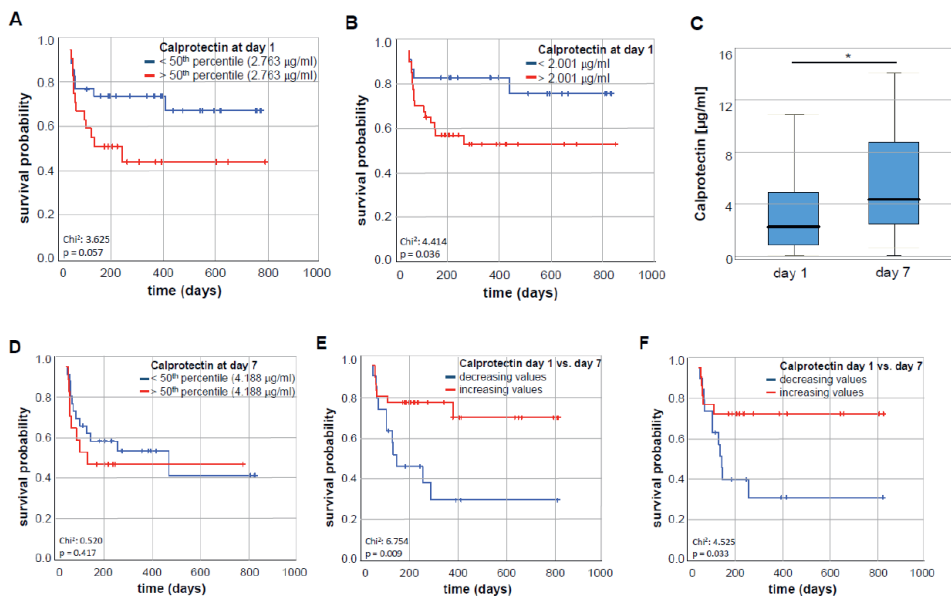 A
Calprotectin at day 1
< 50th percentile (2.763 µg/ml)
> 50th percentile (2.763 µg/ml)
survival probability
1.0
0.8
0.6
0.4
0.2
0.0
Chi²: 3.625
p = 0.057
0 200 400 600 800 1000
time (days)
B
Calprotectin at day 1
< 2.001 µg/ml
> 2.001 µg/ml
survival probability
1.0
0.8
0.6
0.4
0.2
0.0
Chi²: 4.414
p = 0.036
0 200 400 600 800 1000
time (days)
C
Calprotectin [µg/ml]
16
12
8
4
0
*
day 1 day 7
D
Calprotectin at day 7
< 50th percentile (4.188 µg/ml)
> 50th percentile (4.188 µg/ml)
survival probability
1.0
0.8
0.6
0.4
0.2
0.0
Chi²: 0.520
p = 0.417
0 200 400 600 800 1000
time (days)
E
Calprotectin day 1 vs. day 7
decreasing values
increasing values
survival probability
1.0
0.8
0.6
0.4
0.2
0.0
Chi²: 6.754
p = 0.009
0 200 400 600 800 1000
time (days)
F
Calprotectin day 1 vs. day 7
decreasing values
increasing values
survival probability
1.0
0.8
0.6
0.4
0.2
0.0
Chi²: 4.525
p = 0.033
0 200 400 600 800 1000
time (days)